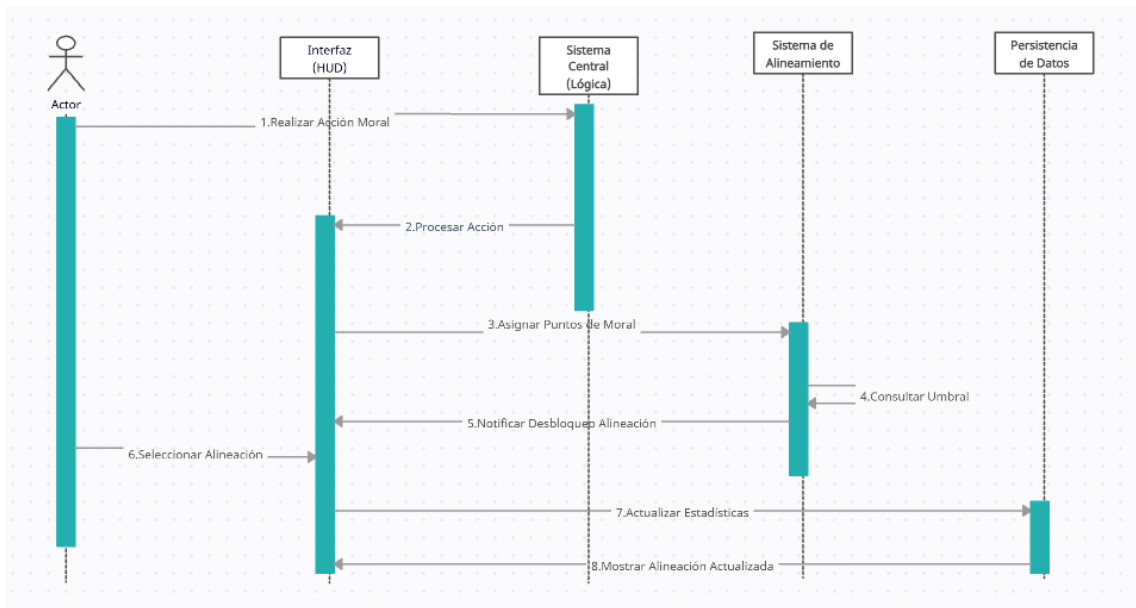 Actor
Interfaz
(HUD)
Sistema
Central
(Lógica)
Sistema de
Alineamiento
Persistencia
de Datos
1.Realizar Acción Moral
2.Procesar Acción
3.Asignar Puntos de Moral
4.Consultar Umbral
5.Notificar Desbloqueo Alineación
6.Seleccionar Alineación
7.Actualizar Estadísticas
8.Mostrar Alineación Actualizada